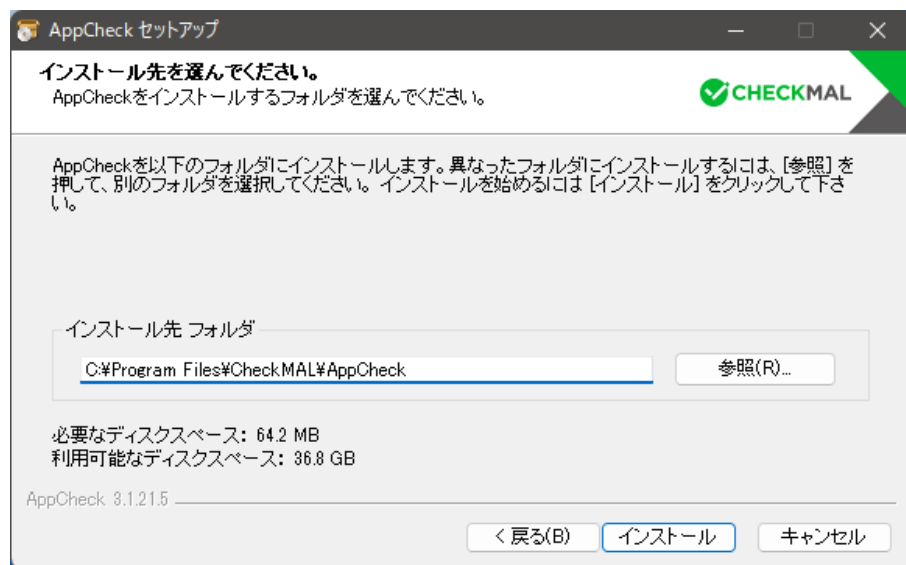 AppCheck セットアップ
インストール先を選んでください。
AppCheckをインストールするフォルダを選んでください。
CHECKMAL
AppCheckを以下のフォルダにインストールします。異なったフォルダにインストールするには、[参照] を
押して、別のフォルダを選択してください。 インストールを始めるには [インストール] をクリックして下さ
い。
インストール先 フォルダ
C:¥Program Files¥CheckMAL¥AppCheck
参照(R)...
必要なディスクスペース: 64.2 MB
利用可能なディスクスペース: 36.8 GB
AppCheck 3.1.21.5
< 戻る(B)
インストール
キャンセル